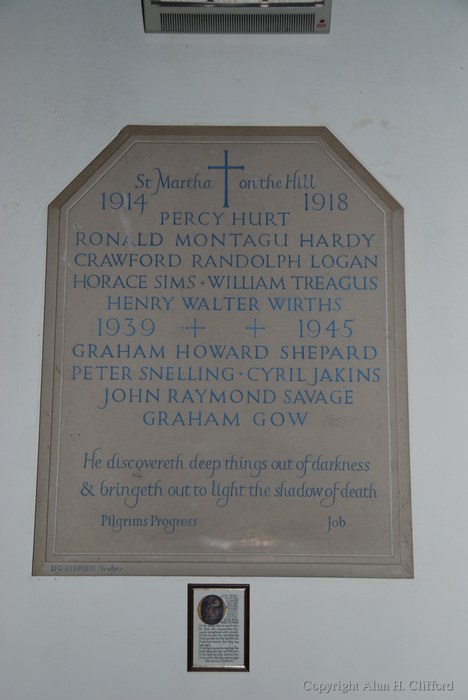 St Martha on the Hill
1914 1918
PERCY HURT
RONALD MONTAGU HARDY
CRAWFORD RANDOLPH LOGAN
HORACE SIMS · WILLIAM TREAGUS
HENRY WALTER WIRTHS
1939 + + 1945
GRAHAM HOWARD SHEPARD
PETER SNELLING · CYRIL JAKINS
JOHN RAYMOND SAVAGE
GRAHAM GOW
He discovereth deep things out of darkness
& bringeth out to light the shadow of death
Pilgrims Progress Job
STEPHEN
Copyright Alan H. Clifford